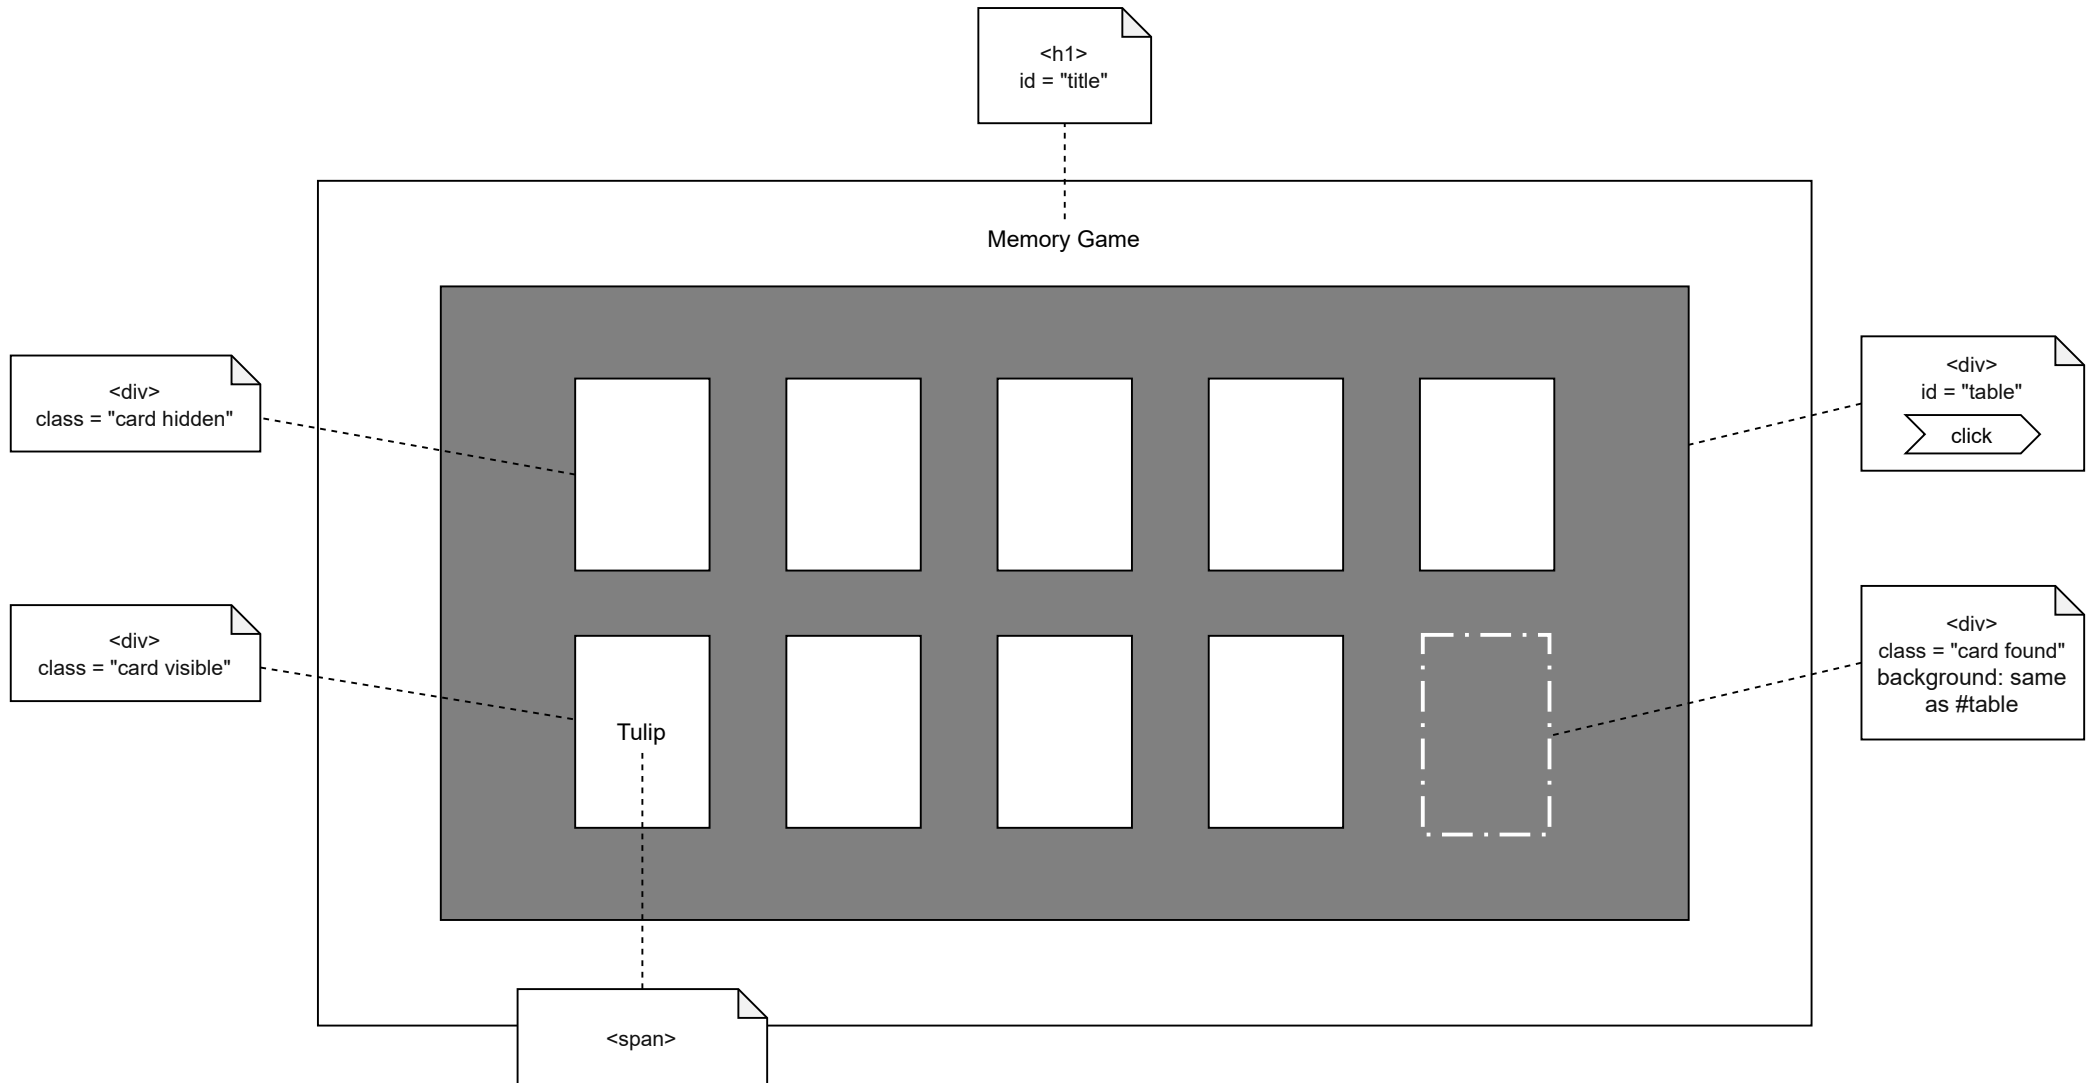 <h1>
id = "title"
Memory Game
<div>
class = "card hidden"
<div>
id = "table"
click
<div>
class = "card visible"
Tulip
<div>
class = "card found"
background: same
as #table
<span>